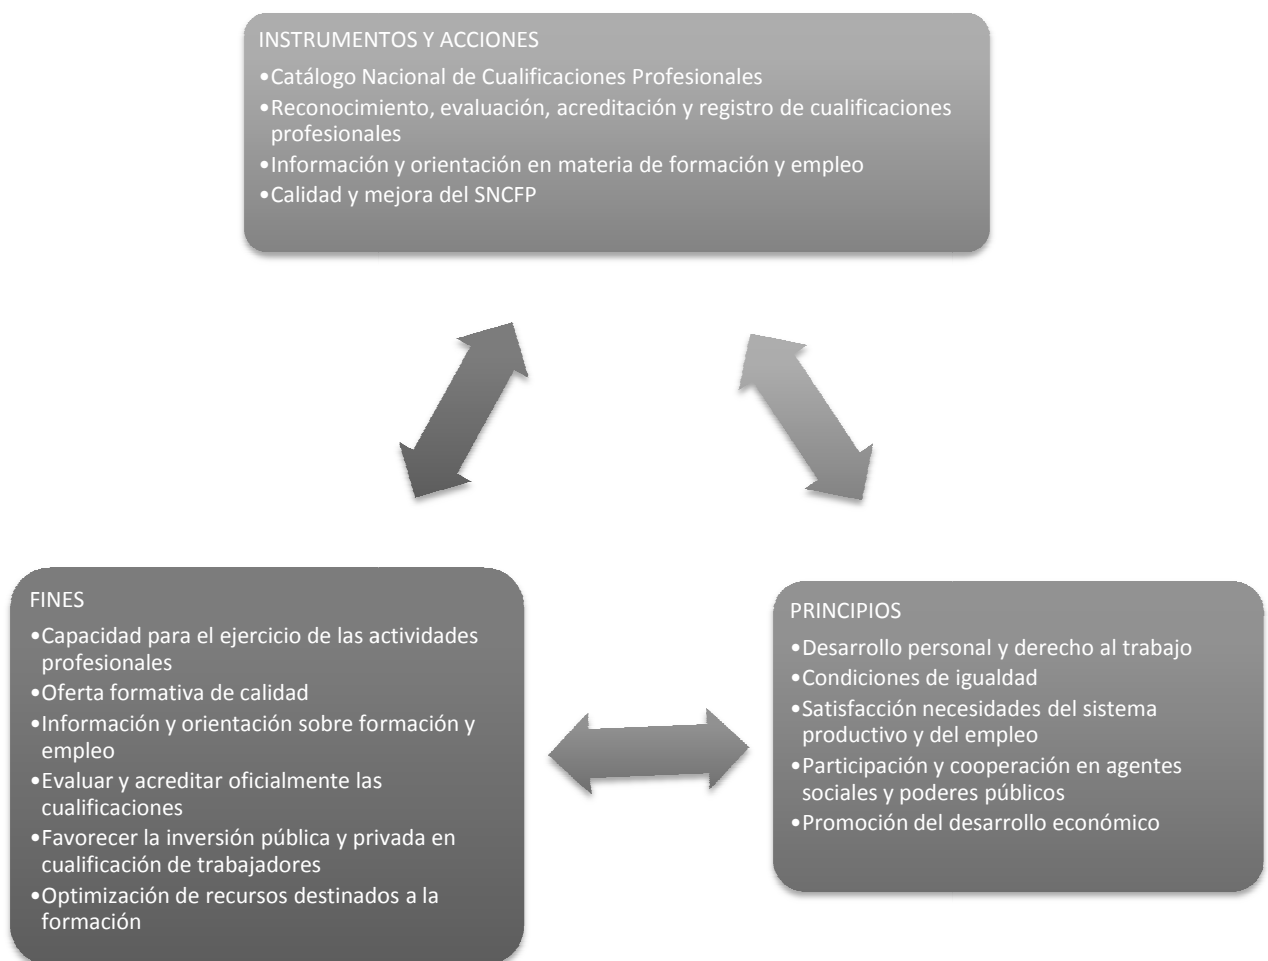 INSTRUMENTOS Y ACCIONES
•Catálogo Nacional de Cualificaciones Profesionales
•Reconocimiento, evaluación, acreditación y registro de cualificaciones
profesionales
•Información y orientación en materia de formación y empleo
•Calidad y mejora del SNCFP
FINES
•Capacidad para el ejercicio de las actividades
profesionales
•Oferta formativa de calidad
•Información y orientación sobre formación y
empleo
•Evaluar y acreditar oficialmente las
cualificaciones
•Favorecer la inversión pública y privada en
cualificación de trabajadores
•Optimización de recursos destinados a la
formación
PRINCIPIOS
•Desarrollo personal y derecho al trabajo
•Condiciones de igualdad
•Satisfacción necesidades del sistema
productivo y del empleo
•Participación y cooperación en agentes
sociales y poderes públicos
•Promoción del desarrollo económico